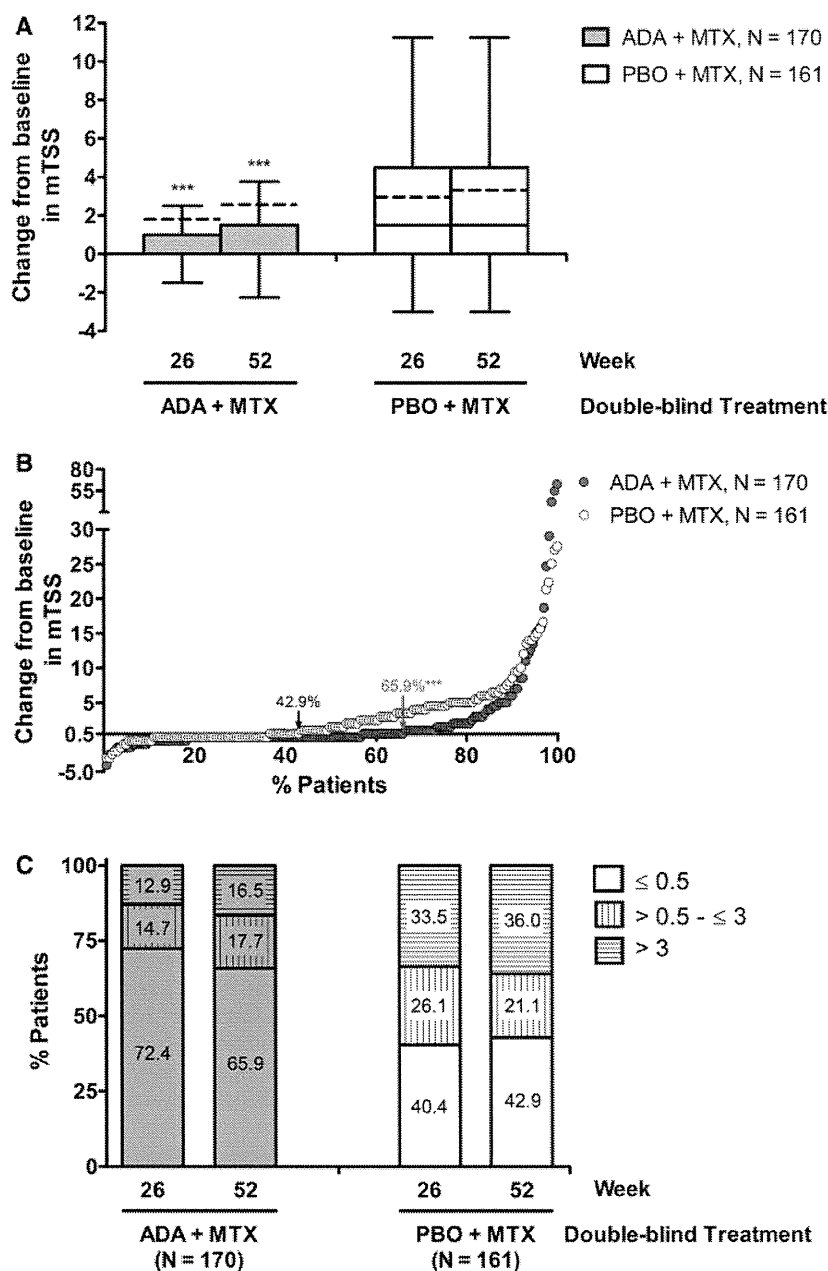 A
Change from baseline
in mTSS
12
10
8
6
4
2
0
-2
-4
***
***
ADA + MTX, N = 170
PBO + MTX, N = 161
26 52 26 52 Week
ADA + MTX PBO + MTX Double-blind Treatment
B
Change from baseline
in mTSS
80
55
30
25
20
15
10
5
0.5
-5.0
ADA + MTX, N = 170
PBO + MTX, N = 161
42.9%
65.9%***
20 40 60 80 100
% Patients
C
% Patients
100
75
50
25
0
12.9 16.5 33.5 36.0
14.7 17.7 26.1 21.1
72.4 65.9 40.4 42.9
≤ 0.5
> 0.5 - ≤ 3
> 3
26 52 26 52 Week
ADA + MTX PBO + MTX Double-blind Treatment
(N = 170) (N = 161)